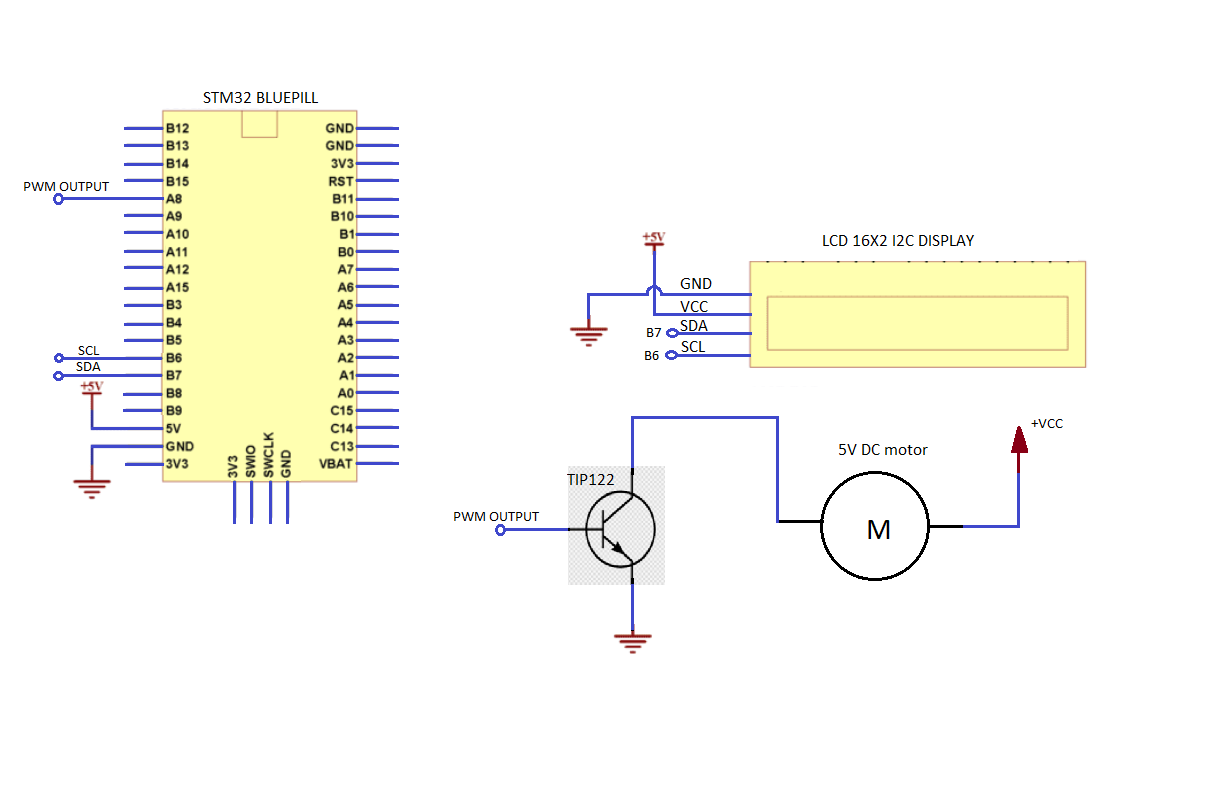 STM32 BLUEPILL
B12
B13
B14
B15
PWM OUTPUT
A8
A9
A10
A11
A12
A15
B3
B4
B5
SCL
B6
SDA
B7
+5V
B8
B9
5V
GND
3V3
GND
GND
3V3
RST
B11
B10
B1
B0
A7
A6
A5
A4
A3
A2
A1
A0
C15
C14
C13
VBAT
3V3
SWIO
SWCLK
GND
LCD 16X2 I2C DISPLAY
+5V
GND
VCC
B7 SDA
B6 SCL
TIP122
PWM OUTPUT
5V DC motor
M
+VCC